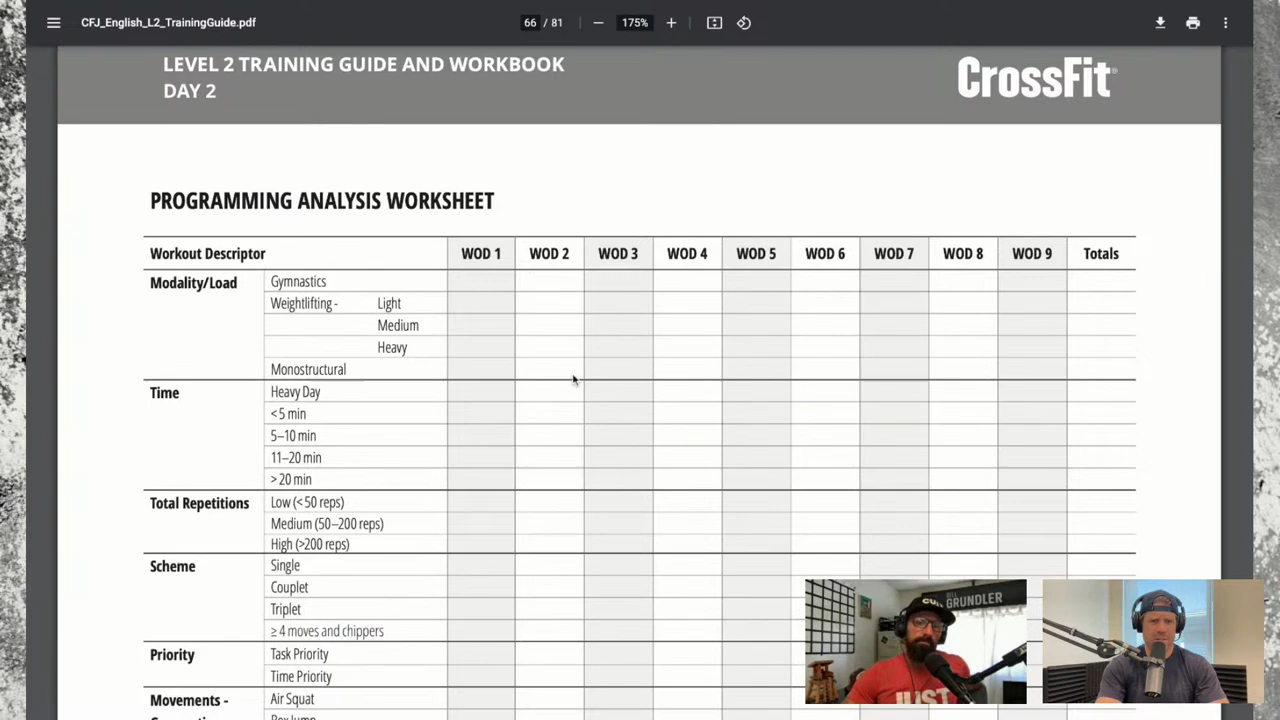 CFJ_English_L2_TrainingGuide.pdf
66 / 81
175%
LEVEL 2 TRAINING GUIDE AND WORKBOOK
DAY 2
CrossFit
PROGRAMMING ANALYSIS WORKSHEET
Workout Descriptor WOD 1 WOD 2 WOD 3 WOD 4 WOD 5 WOD 6 WOD 7 WOD 8 WOD 9 Totals
Modality/Load Gymnastics
Weightlifting - Light
Medium
Heavy
Monostructural
Time Heavy Day
< 5 min
5–10 min
11–20 min
> 20 min
Total Repetitions Low (< 50 reps)
Medium (50–200 reps)
High (>200 reps)
Scheme Single
Couplet
Triplet
≥ 4 moves and chippers
Priority Task Priority
Time Priority
Movements - Air Squat
Box Jump
BILL
GRUNDLER
JUST